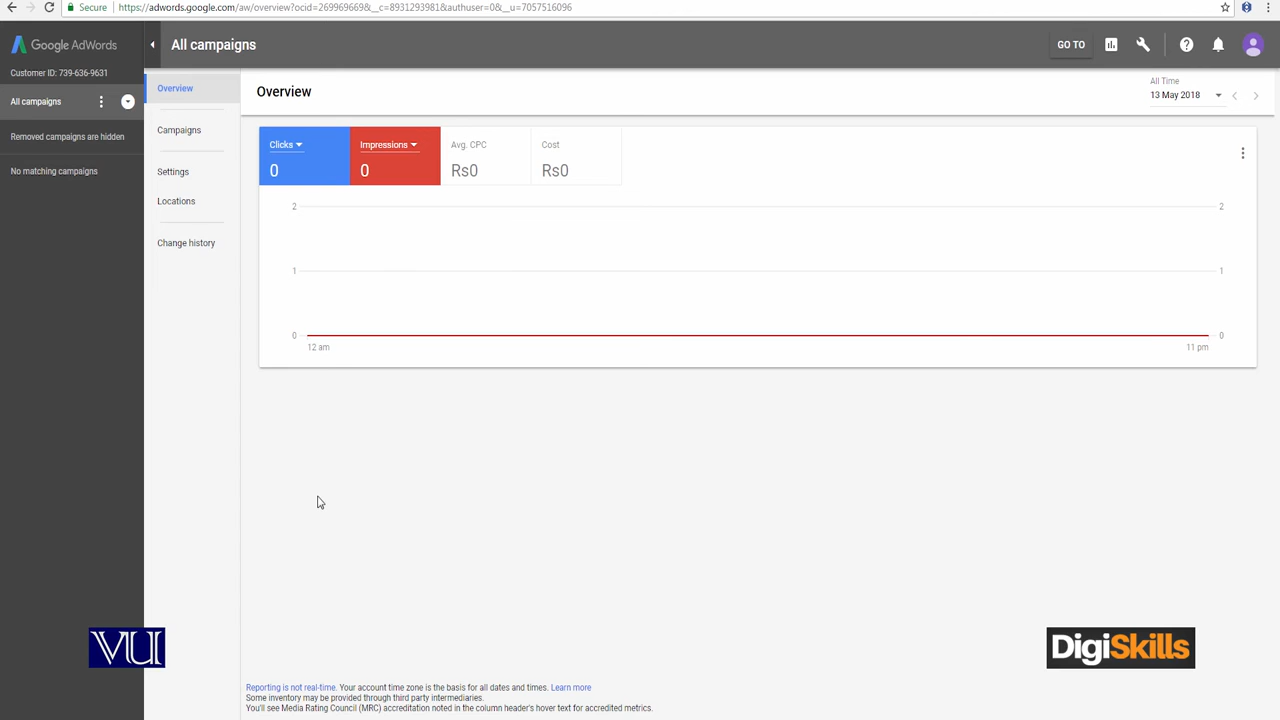 Secure
https://adwords.google.com/aw/overview?ocid=269969669&__c=8931293981&authuser=0&__u=7057516096
Google AdWords
All campaigns
GO TO
Customer ID: 739-636-9631
All campaigns
Removed campaigns are hidden
No matching campaigns
Overview
Campaigns
Settings
Locations
Change history
Overview
All Time
13 May 2018
Clicks
0
Impressions
0
Avg. CPC
Rs0
Cost
Rs0
2
2
1
1
0
0
12 am
11 pm
VU
DigiSkills
Reporting is not real-time. Your account time zone is the basis for all dates and times. Learn more
Some inventory may be provided through third party intermediaries.
You'll see Media Rating Council (MRC) accreditation noted in the column header's hover text for accredited metrics.